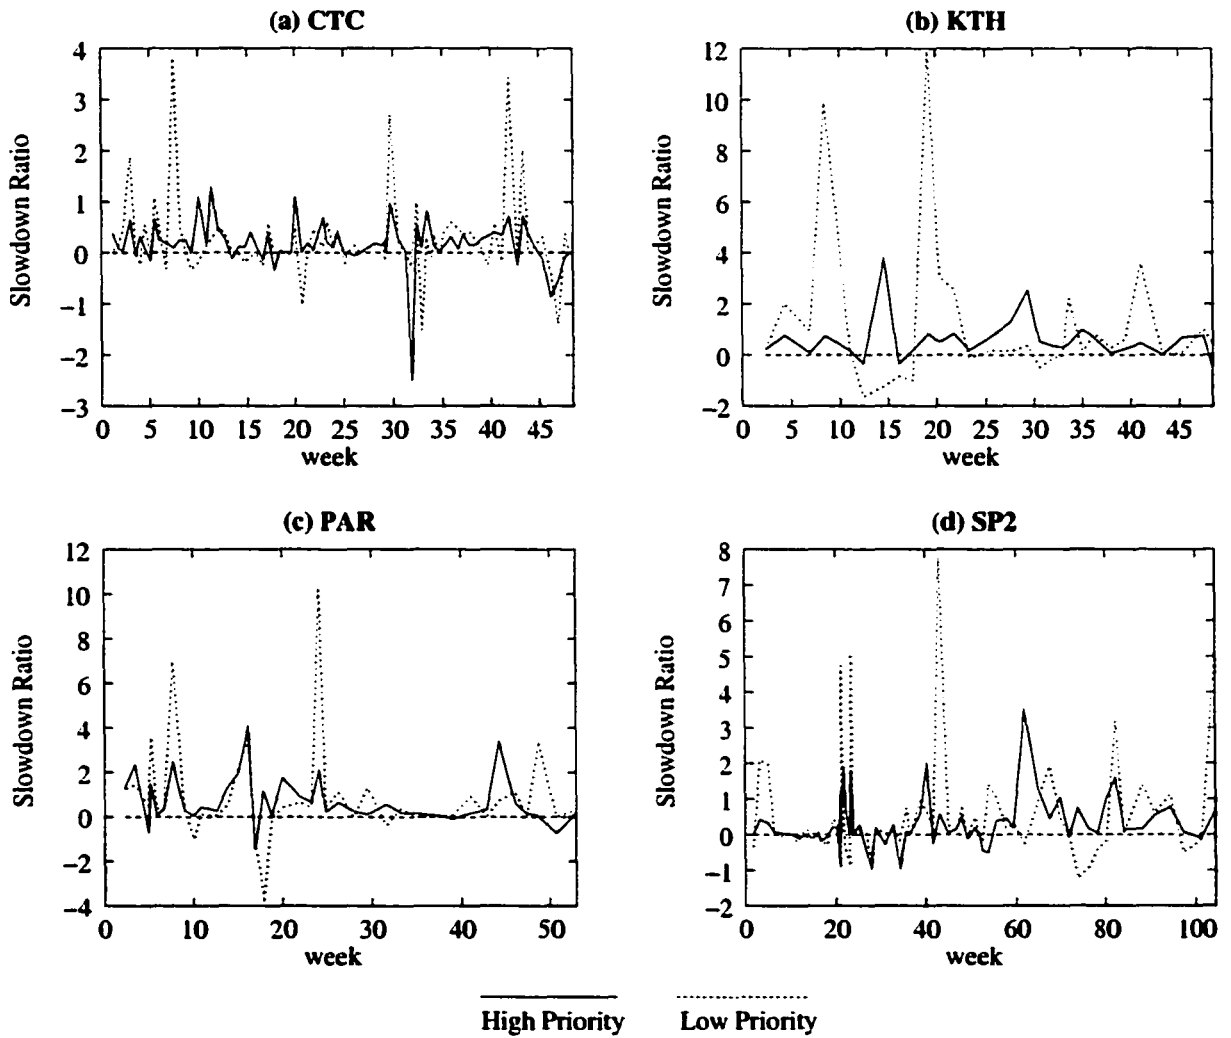 (a) CTC
4
3
2
1
0
−1
−2
−3
Slowdown Ratio
0 5 10 15 20 25 30 35 40 45
week
(b) KTH
12
10
8
6
4
2
0
−2
Slowdown Ratio
0 5 10 15 20 25 30 35 40 45
week
(c) PAR
12
10
8
6
4
2
0
−2
−4
Slowdown Ratio
0 10 20 30 40 50
week
(d) SP2
8
7
6
5
4
3
2
1
0
−1
−2
Slowdown Ratio
0 20 40 60 80 100
week
High Priority Low Priority